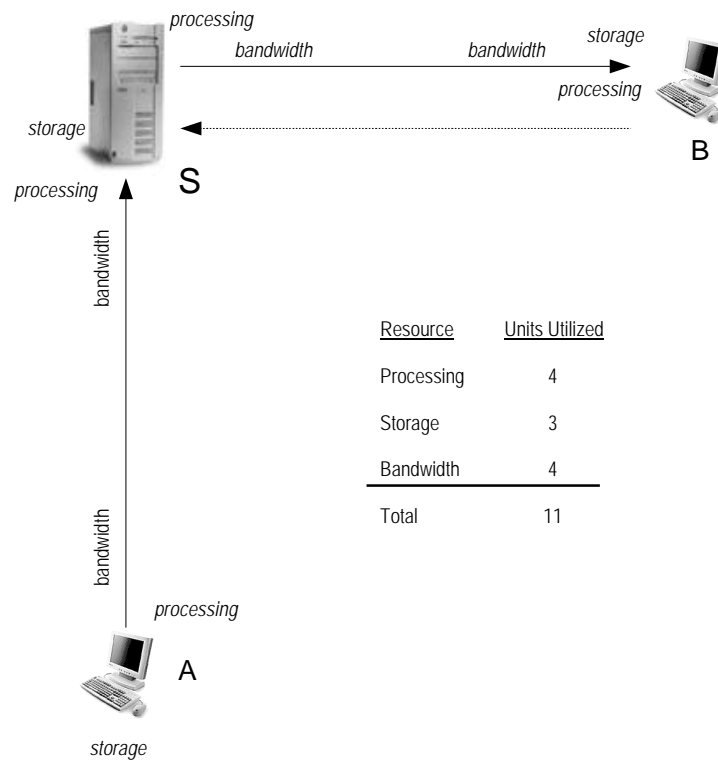 processing
bandwidth
bandwidth
storage
processing
storage
B
S
processing
bandwidth
Resource Units Utilized
Processing 4
Storage 3
Bandwidth 4
Total 11
bandwidth
processing
A
storage